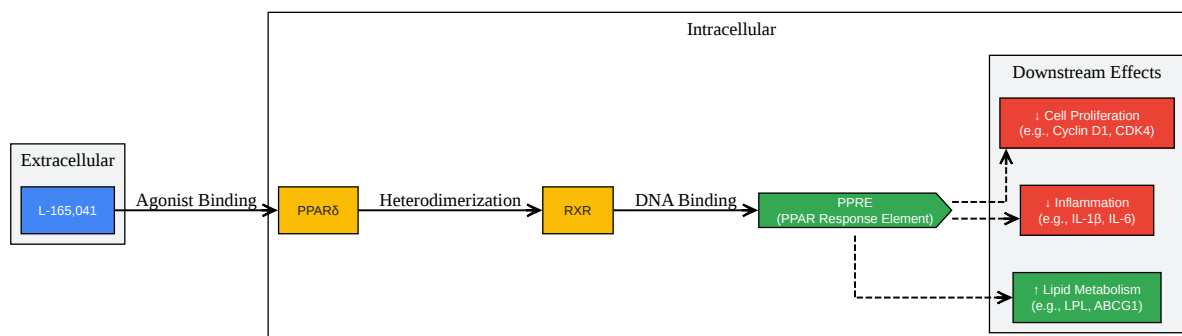 Intracellular
Downstream Effects
↓ Cell Proliferation
(e.g., Cyclin D1, CDK4)
Extracellular
L-165,041
Agonist Binding
PPARδ
Heterodimerization
RXR
DNA Binding
PPRE
(PPAR Response Element)
↓ Inflammation
(e.g., IL-1β, IL-6)
↑ Lipid Metabolism
(e.g., LPL, ABCG1)